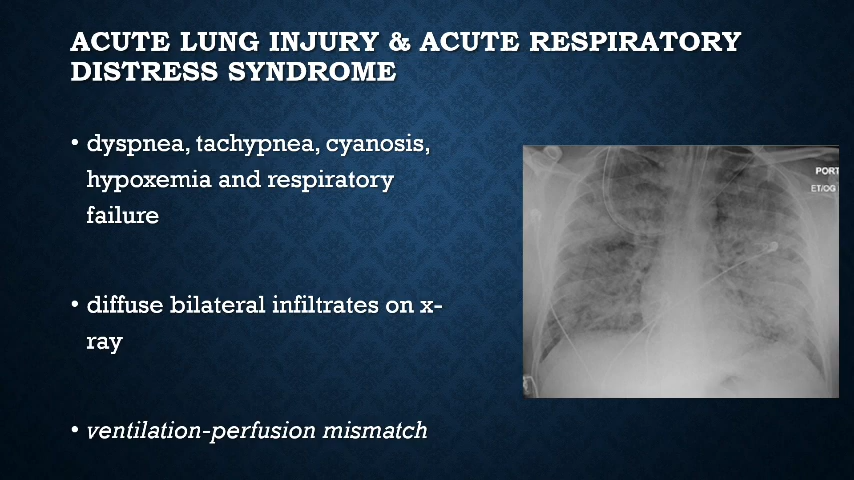 ACUTE LUNG INJURY & ACUTE RESPIRATORY
DISTRESS SYNDROME
• dyspnea, tachypnea, cyanosis,
hypoxemia and respiratory
failure
• diffuse bilateral infiltrates on x-
ray
• ventilation-perfusion mismatch
PORT
ET/OG